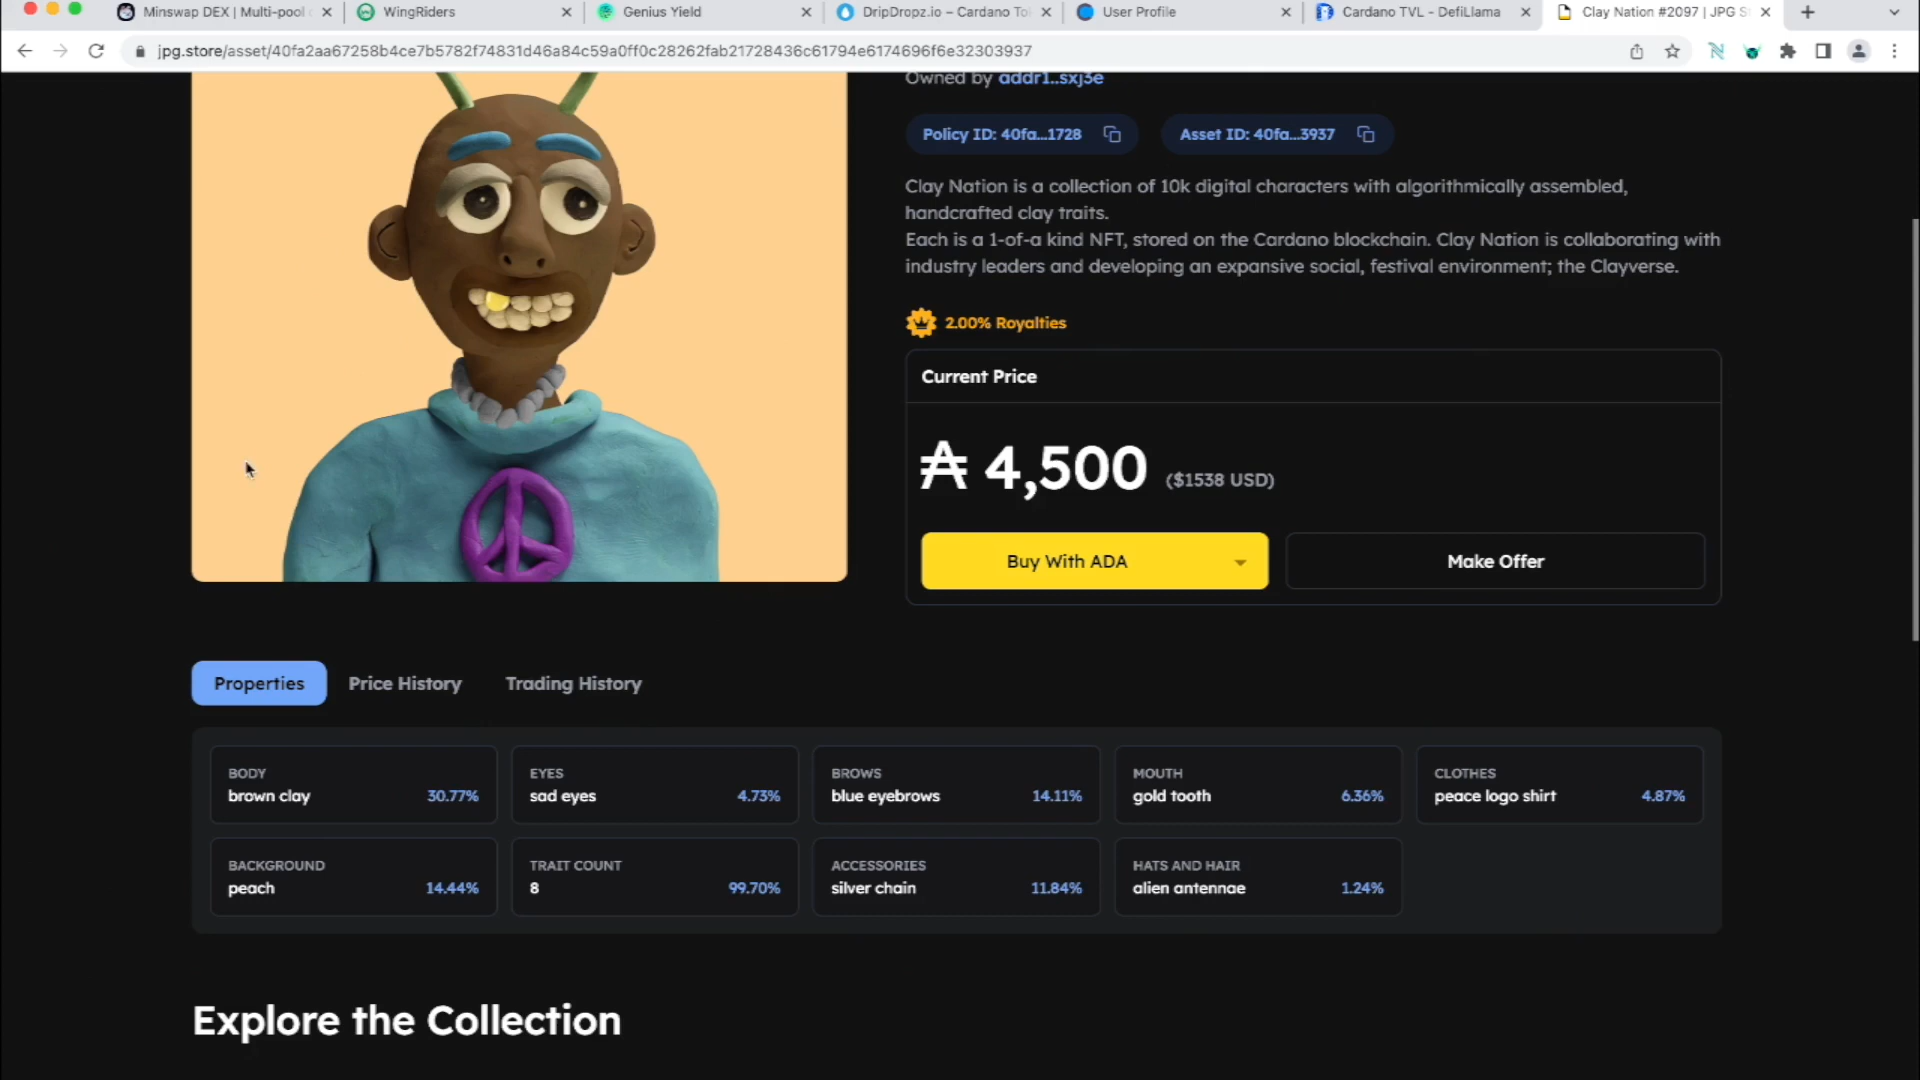 Minswap DEX | Multi-pool
WingRiders
Genius Yield
DripDropz.io – Cardano To
User Profile
Cardano TVL - DefiLlama
Clay Nation #2097 | JPG S
jpg.store/asset/40fa2aa67258b4ce7b5782f74831d46a84c59a0ff0c28262fab21728436c61794e6174696f6e32303937
Owned by addr1..sxj3e
Policy ID: 40fa...1728
Asset ID: 40fa...3937
Clay Nation is a collection of 10k digital characters with algorithmically assembled,
handcrafted clay traits.
Each is a 1-of-a kind NFT, stored on the Cardano blockchain. Clay Nation is collaborating with
industry leaders and developing an expansive social, festival environment; the Clayverse.
2.00% Royalties
Current Price
₳ 4,500 ($1538 USD)
Buy With ADA
Make Offer
Properties
Price History
Trading History
BODY
brown clay 30.77%
EYES
sad eyes 4.73%
BROWS
blue eyebrows 14.11%
MOUTH
gold tooth 6.36%
CLOTHES
peace logo shirt 4.87%
BACKGROUND
peach 14.44%
TRAIT COUNT
8 99.70%
ACCESSORIES
silver chain 11.84%
HATS AND HAIR
alien antennae 1.24%
Explore the Collection